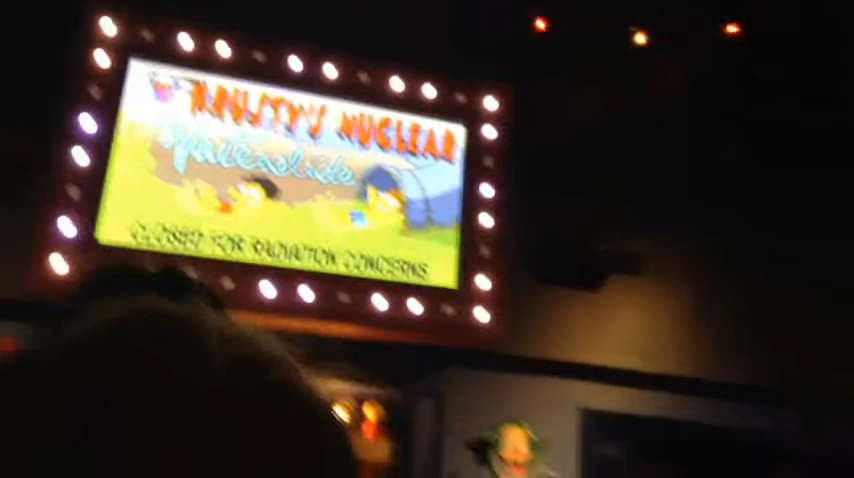 KRUSTY'S NUCLEAR
Waterslide
CLOSED FOR RADIATION CONCERNS